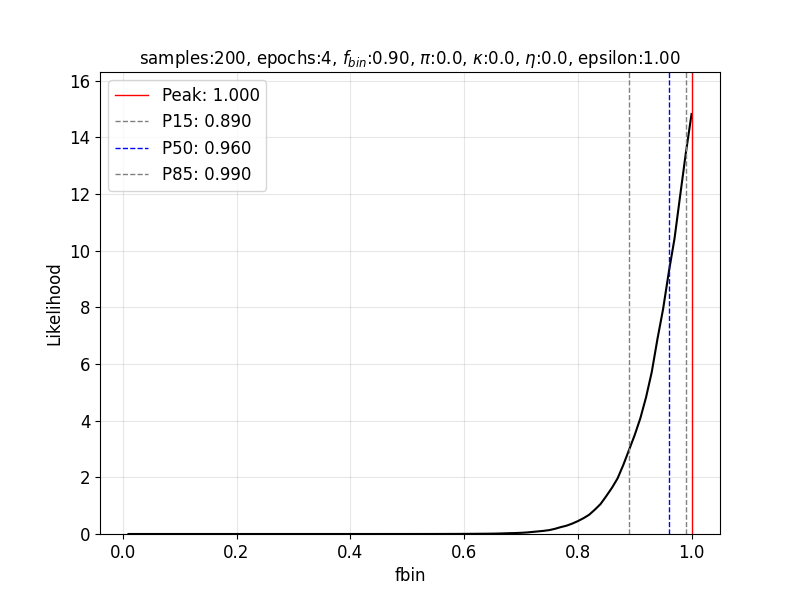 samples:200, epochs:4, f_bin:0.90, π:0.0, κ:0.0, η:0.0, epsilon:1.00
Peak: 1.000
P15: 0.890
P50: 0.960
P85: 0.990
16
14
12
10
8
6
4
2
0
Likelihood
0.0 0.2 0.4 0.6 0.8 1.0
fbin